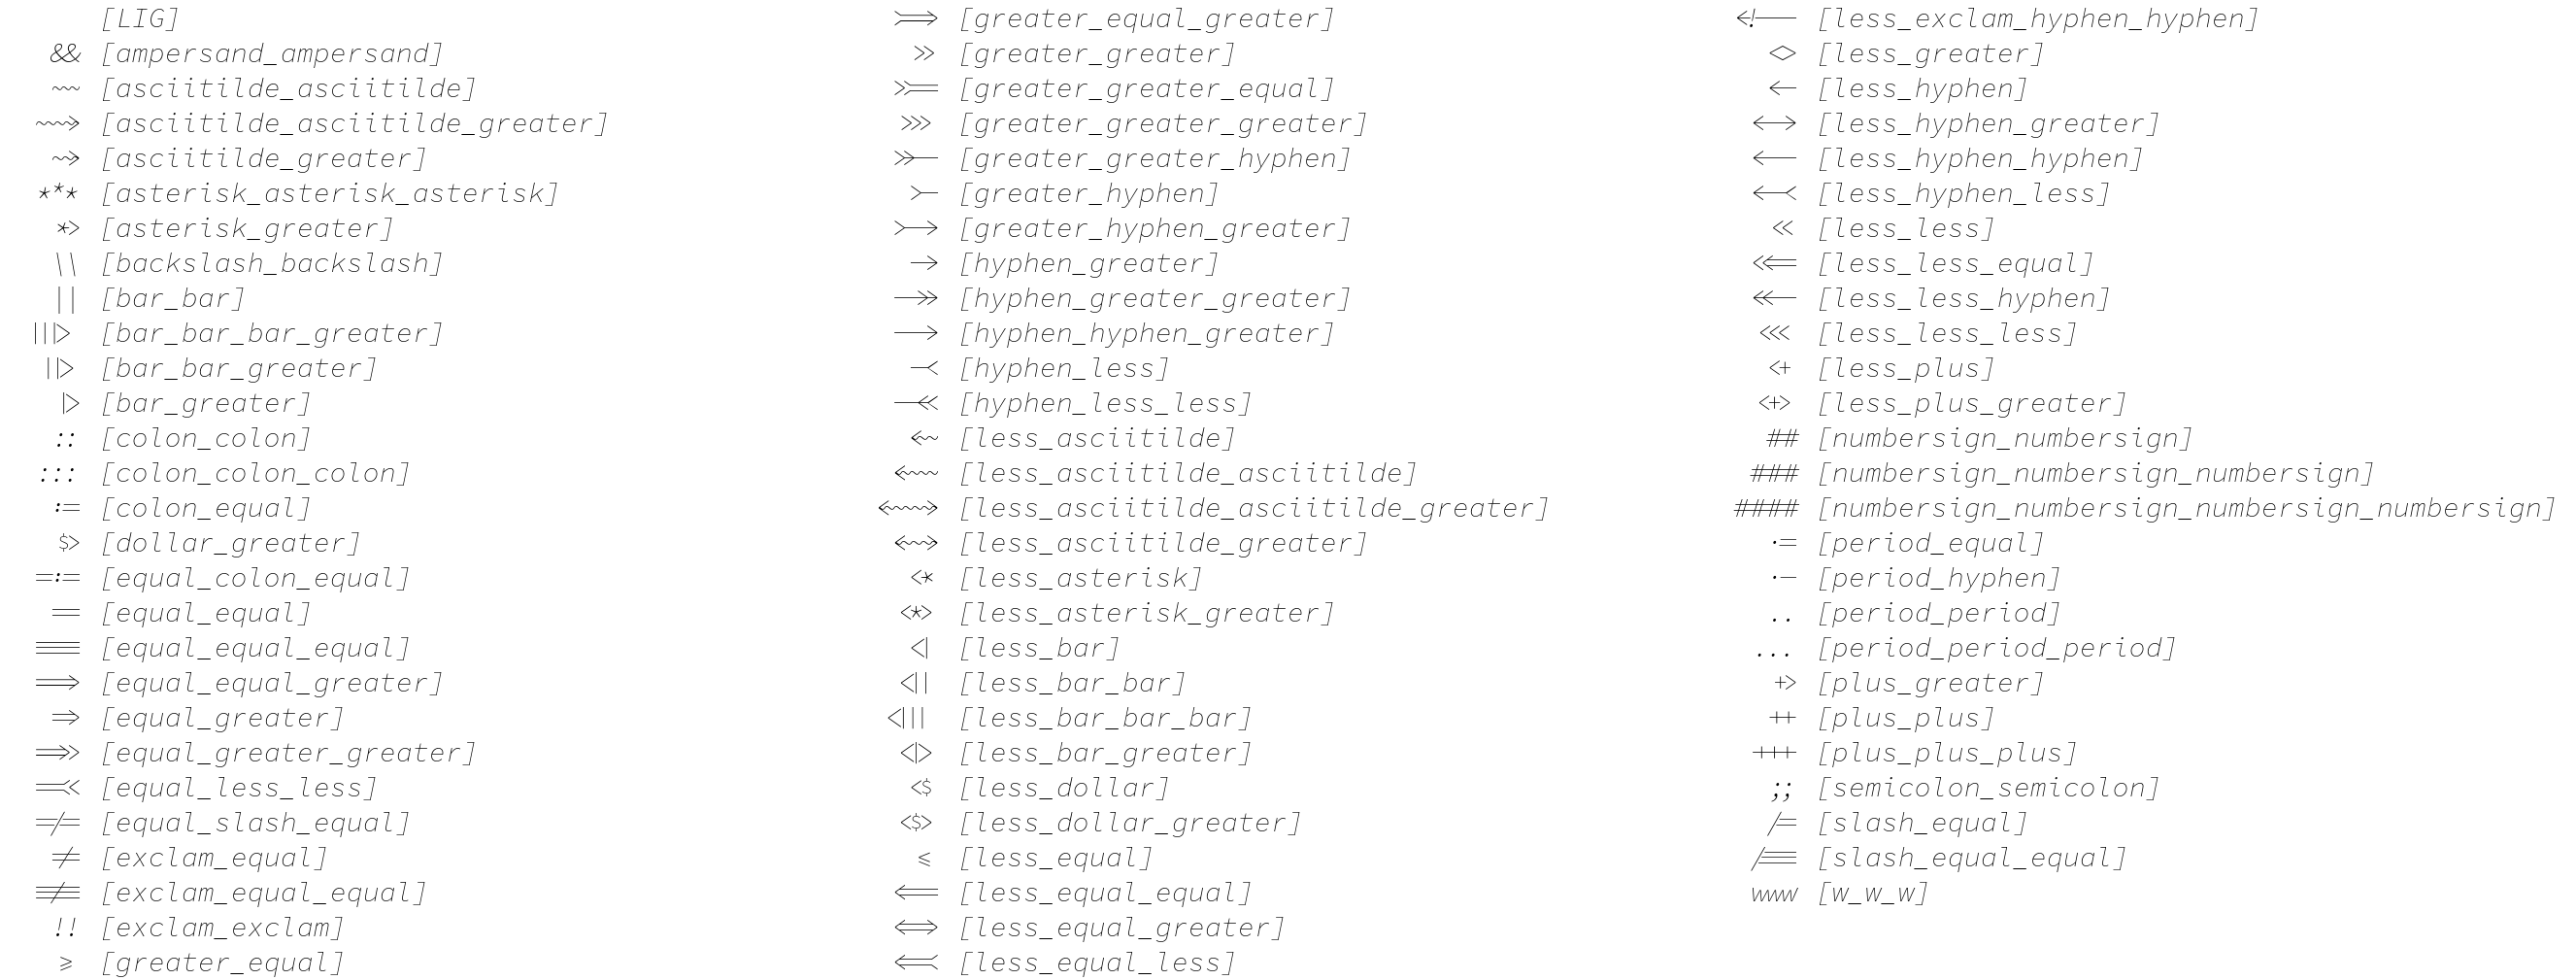 [LIG]
&& [ampersand_ampersand]
~~ [asciitilde_asciitilde]
~~> [asciitilde_asciitilde_greater]
~> [asciitilde_greater]
*** [asterisk_asterisk_asterisk]
*> [asterisk_greater]
\\ [backslash_backslash]
|| [bar_bar]
|||> [bar_bar_bar_greater]
||> [bar_bar_greater]
|> [bar_greater]
:: [colon_colon]
::: [colon_colon_colon]
:= [colon_equal]
$> [dollar_greater]
=:= [equal_colon_equal]
== [equal_equal]
=== [equal_equal_equal]
==> [equal_equal_greater]
=> [equal_greater]
=>> [equal_greater_greater]
=<< [equal_less_less]
=/= [equal_slash_equal]
!= [exclam_equal]
!== [exclam_equal_equal]
!! [exclam_exclam]
>= [greater_equal]
>=> [greater_equal_greater]
>> [greater_greater]
>>= [greater_greater_equal]
>>> [greater_greater_greater]
>>- [greater_greater_hyphen]
>- [greater_hyphen]
>-> [greater_hyphen_greater]
-> [hyphen_greater]
->> [hyphen_greater_greater]
--> [hyphen_hyphen_greater]
-< [hyphen_less]
-<< [hyphen_less_less]
<~ [less_asciitilde]
<~~ [less_asciitilde_asciitilde]
<~~> [less_asciitilde_asciitilde_greater]
<~> [less_asciitilde_greater]
<* [less_asterisk]
<*> [less_asterisk_greater]
<| [less_bar]
<|| [less_bar_bar]
<||| [less_bar_bar_bar]
<|> [less_bar_greater]
<$ [less_dollar]
<$> [less_dollar_greater]
<= [less_equal]
<== [less_equal_equal]
<=> [less_equal_greater]
<=< [less_equal_less]
<!-- [less_exclam_hyphen_hyphen]
<> [less_greater]
<- [less_hyphen]
<-> [less_hyphen_greater]
<-- [less_hyphen_hyphen]
<-< [less_hyphen_less]
<< [less_less]
<<= [less_less_equal]
<<- [less_less_hyphen]
<<< [less_less_less]
<+ [less_plus]
<+> [less_plus_greater]
## [numbersign_numbersign]
### [numbersign_numbersign_numbersign]
#### [numbersign_numbersign_numbersign_numbersign]
.= [period_equal]
.- [period_hyphen]
.. [period_period]
... [period_period_period]
+> [plus_greater]
++ [plus_plus]
+++ [plus_plus_plus]
;; [semicolon_semicolon]
/= [slash_equal]
/== [slash_equal_equal]
www [w_w_w]